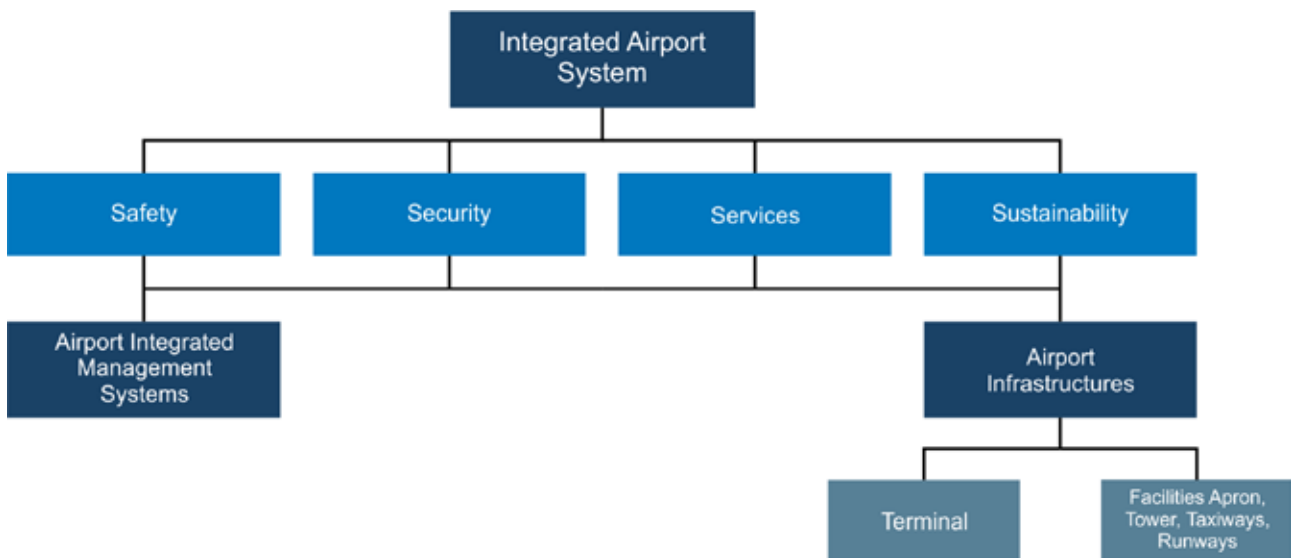 Integrated Airport
System
Safety
Security
Services
Sustainability
Airport Integrated
Management
Systems
Airport
Infrastructures
Terminal
Facilities Apron,
Tower, Taxiways,
Runways